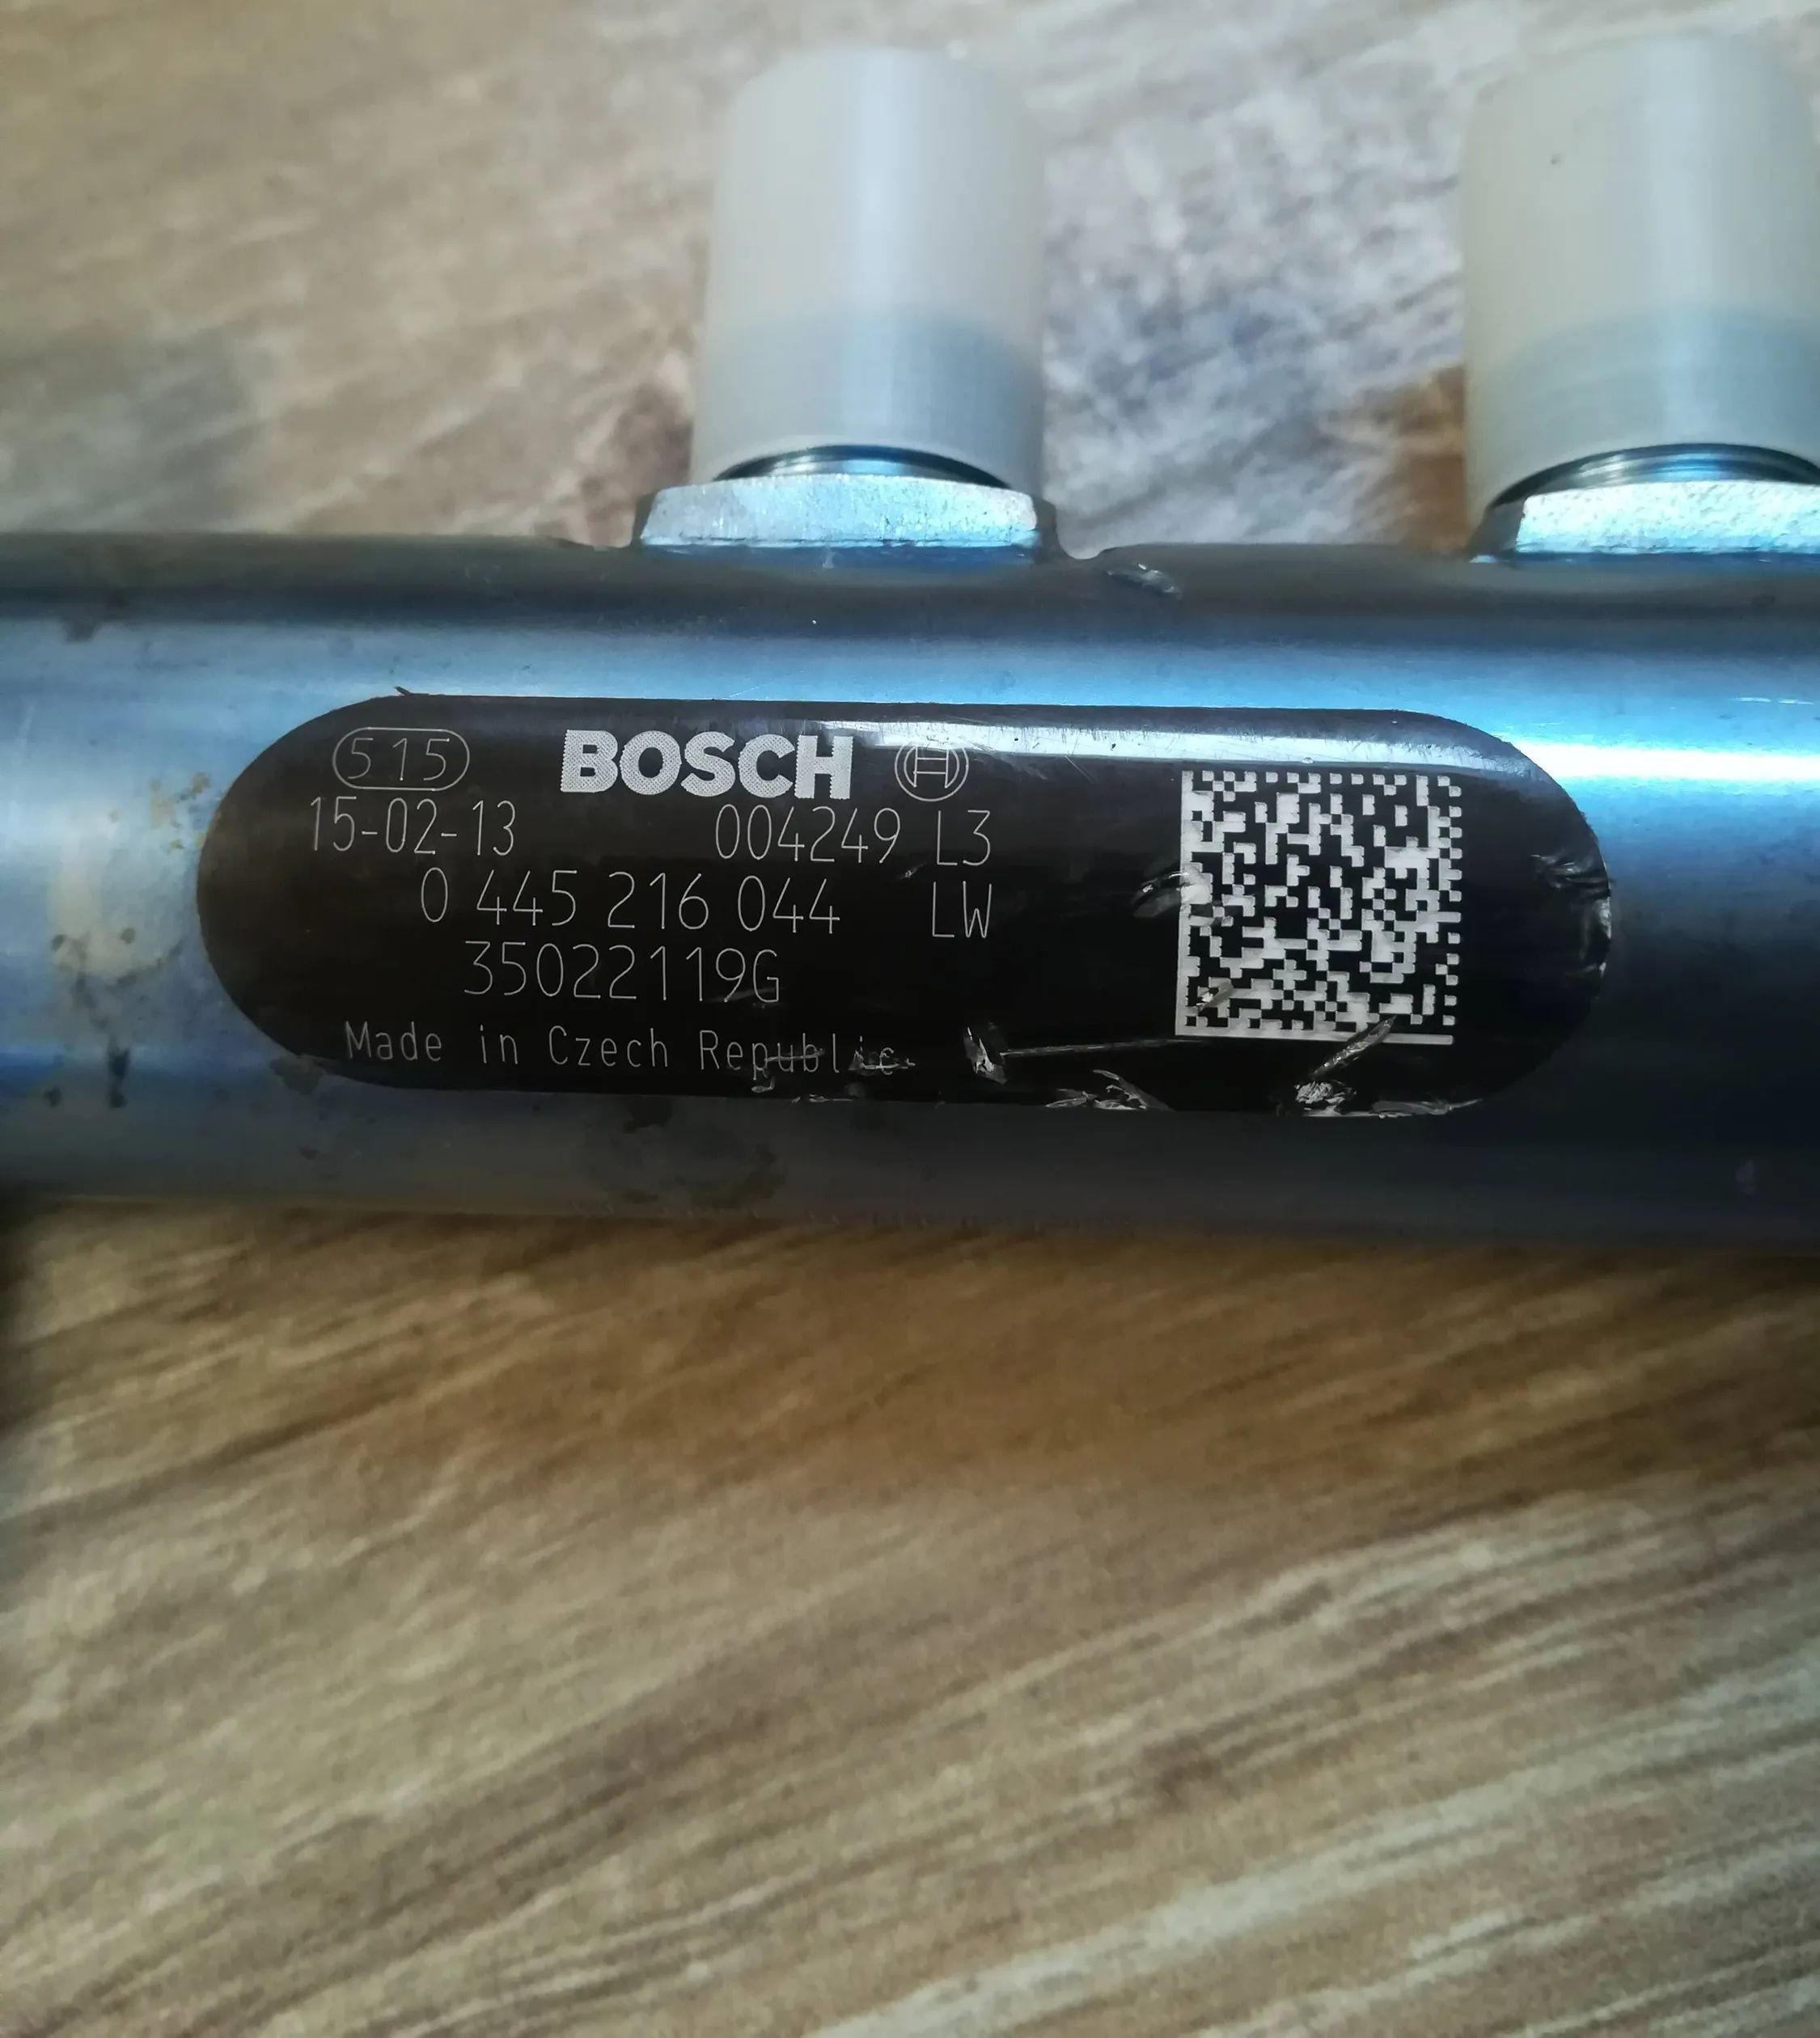 515 BOSCH
15-02-13 004249 L3
0 445 216 044 LW
35022119G
Made in Czech Republic